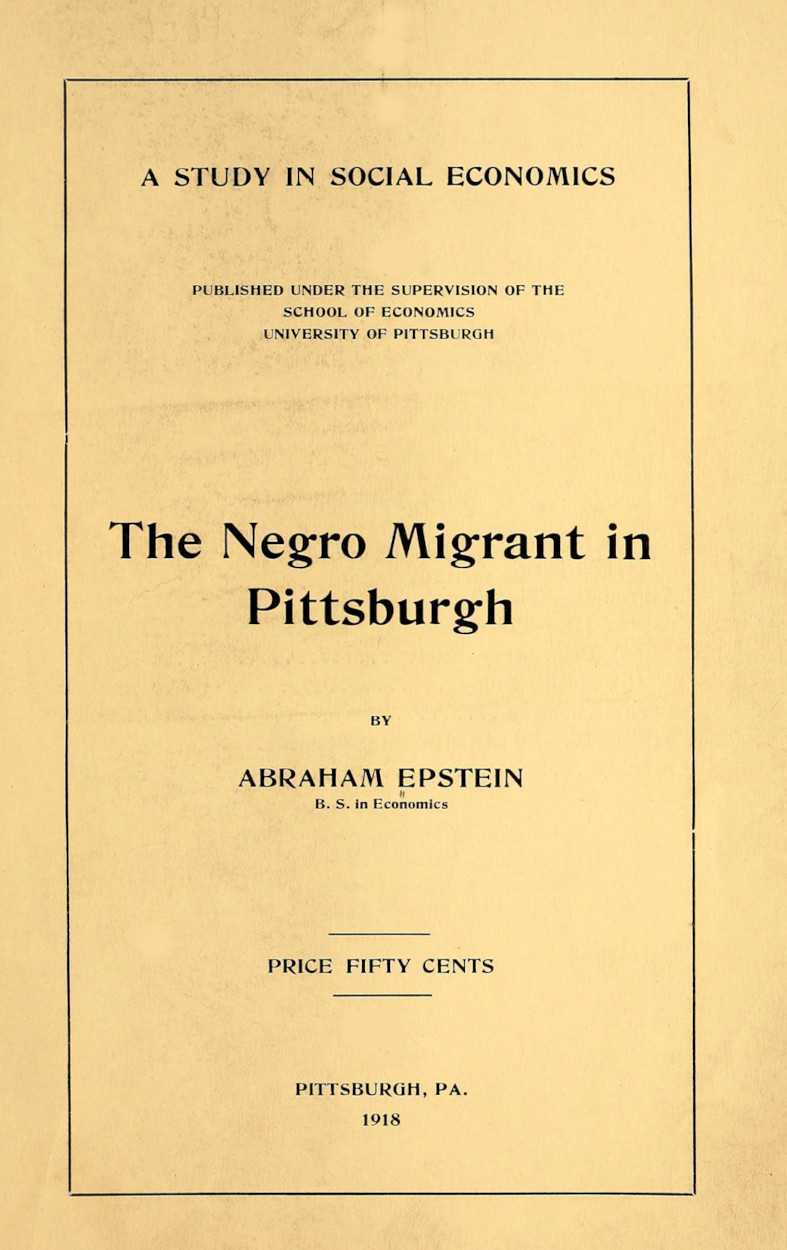 A STUDY IN SOCIAL ECONOMICS
PUBLISHED UNDER THE SUPERVISION OF THE
SCHOOL OF ECONOMICS
UNIVERSITY OF PITTSBURGH
The Negro Migrant in
Pittsburgh
BY
ABRAHAM EPSTEIN
B. S. in Economics
PRICE FIFTY CENTS
PITTSBURGH, PA.
1918